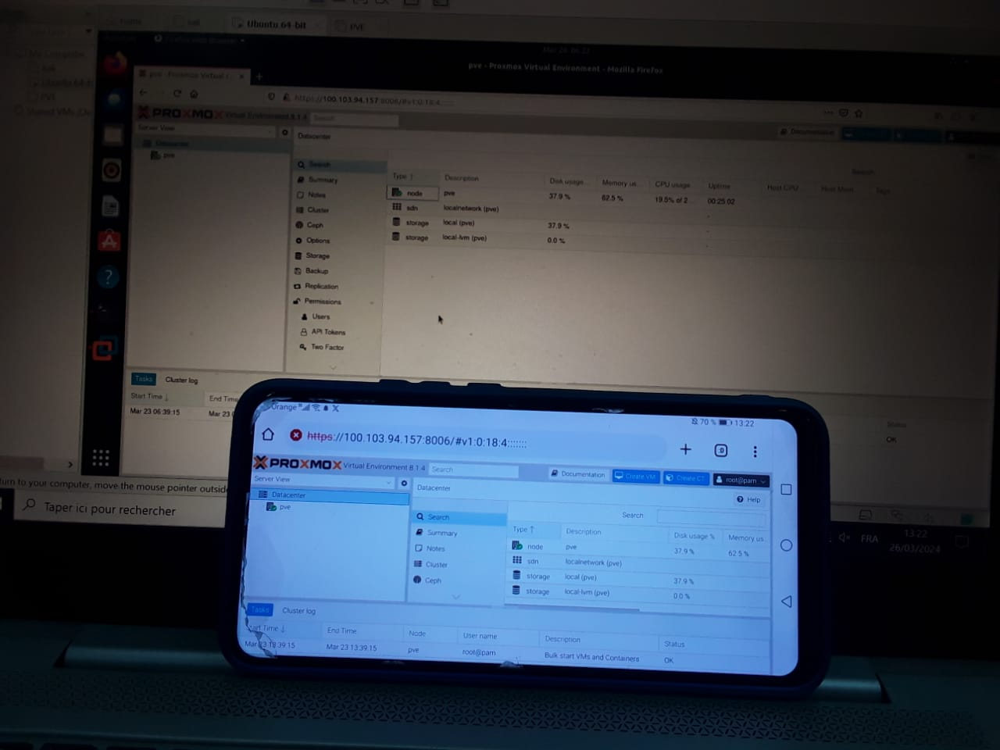 Home
Ubuntu 64-bit
PVE
My Computer
Ubuntu 64-bit
PVE
pve - Proxmox Virtual Environment - Mozilla Firefox
https://100.103.94.157:8006/#v1:0:18:4:::::
PROXMOX Virtual Environment 8.1.4
Search
Documentation
Server View
Datacenter
pve
Datacenter
Search
Summary
Notes
Cluster
Ceph
Options
Storage
Backup
Replication
Permissions
Users
API Tokens
Two Factor
Search
Type ↑ Description Disk usage... Memory us... CPU usage Uptime Host CPU Host Mem... Tags
node pve 37.9 % 62.5 % 19.5% of 2... 00:25:02
sdn localnetwork (pve)
storage local (pve) 37.9 %
storage local-lvm (pve) 0.0 %
Tasks Cluster log
Start Time ↓ End Time
Mar 23 06:39:15 Mar 23
Status
OK
turn to your computer, move the mouse pointer outside
Taper ici pour rechercher
FRA
13:22
26/03/2024
Orange
70 % 13:22
https://100.103.94.157:8006/#v1:0:18:4:::::::
PROXMOX Virtual Environment 8.1.4
Search
Documentation Create VM Create CT root@pam
Server View
Datacenter
Help
Datacenter
pve
Search
Summary
Notes
Cluster
Ceph
Search
Type ↑ Description Disk usage % Memory us
node pve 37.9 % 62.5 %
sdn localnetwork (pve)
storage local (pve) 37.9 %
storage local-lvm (pve) 0.0 %
Tasks Cluster log
Start Time ↓ End Time Node User name Description Status
Mar 23 13:39:15 Mar 23 13:39:15 pve root@pam Bulk start VMs and Containers OK